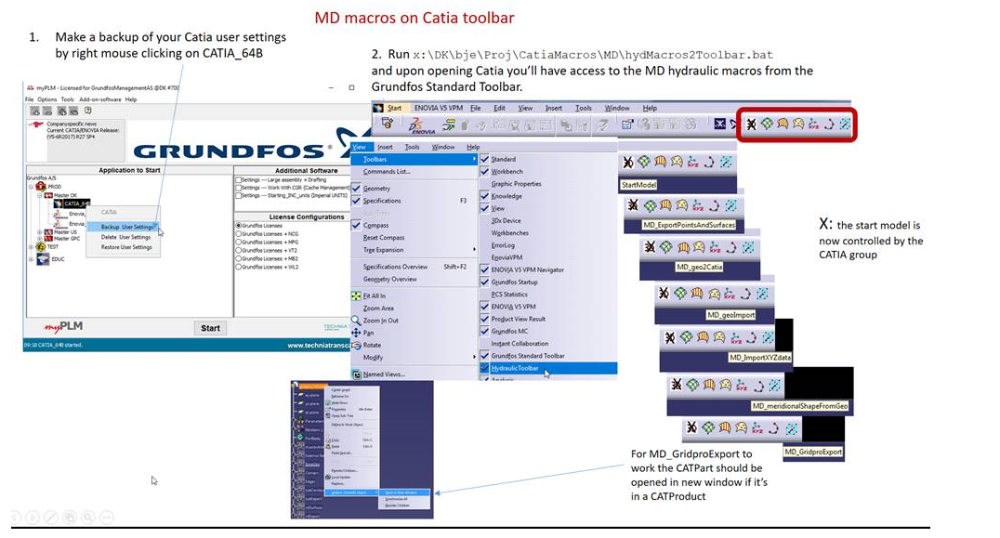 MD macros on Catia toolbar
1. Make a backup of your Catia user settings
by right mouse clicking on CATIA_64B
2. Run x:\DK\bje\Proj\CatiaMacros\MD\hydMacros2Toolbar.bat
and upon opening Catia you'll have access to the MD hydraulic macros from the
Grundfos Standard Toolbar.
myPLM - Licensed for GrundfosManagementAS @DK #700
File Options Tools Add-on-software Help
Companyspecific news
Current CATIA/ENOVIA Release:
(V5-6R2017) R27 SP4
GRUNDFOS
Application to Start
Grundfos A/S
PROD
Master DK
CATIA_64B
Enovia_
Enovia_
Master US
Master GPC
TEST
EDUC
CATIA
Backup User Settings
Delete User Settings
Restore User Settings
Additional Software
Settings --- Large assembly + Drafting
Settings --- Work With CGR (Cache Management)
Settings --- Starting_INC_units (Imperial UNITS)
License Configurations
Grundfos Licenses
Grundfos Licenses + NCG
Grundfos Licenses + MPG
Grundfos Licenses + VT2
Grundfos Licenses + MB2
Grundfos Licenses + WL2
myPLM
Start
TECHNIA
09:18 CATIA_64B started.
www.techniatransca
Start ENOVIA V5 VPM File Edit View Insert Tools Window Help
ENOVIA
XYZ
View Insert Tools Window Help
Toolbars
Commands List...
Geometry
Specifications F3
Compass
Reset Compass
Tree Expansion
Specifications Overview Shift+F2
Geometry Overview
Fit All In
Zoom Area
Zoom In Out
Pan
Rotate
Modify
Named Views...
Standard
Workbench
Graphic Properties
Knowledge
View
3Dx Device
Workbenches
ErrorLog
EnoviaVPM
ENOVIA V5 VPM Navigator
Grundfos Startup
PCS Statistics
ENOVIA V5 VPM
Product View Result
Grundfos MC
Instant Collaboration
Grundfos Standard Toolbar
HydraulicToolbar
StartModel
MD_ExportPointsAndSurfaces
MD_geo2Catia
MD_geoImport
MD_ImportXYZdata
MD_meridionalShapeFromGeo
MD_GridproExport
X: the start model is
now controlled by the
CATIA group
For MD_GridproExport to
work the CATPart should be
opened in new window if it's
in a CATProduct